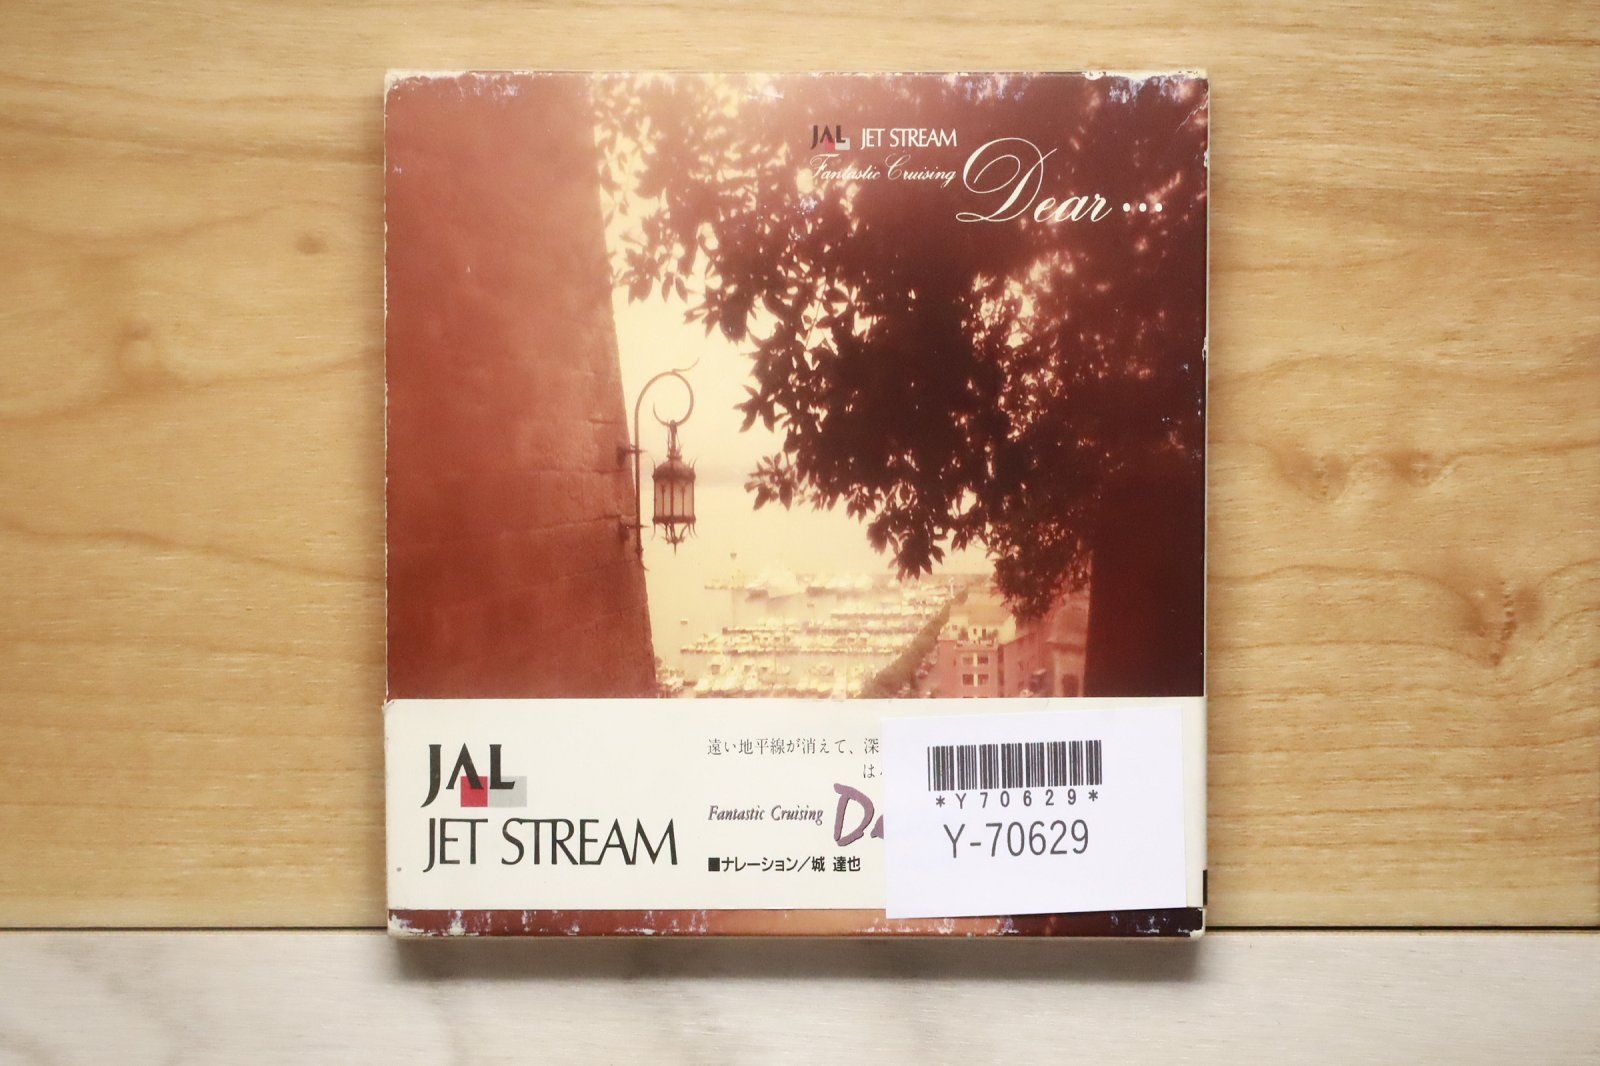 JAL JET STREAM
Fantastic Cruising
Dear...
JAL
JET STREAM
遠い地平線が消えて、深
は
Fantastic Cruising
■ナレーション/城 達也
*Y70629*
Y-70629